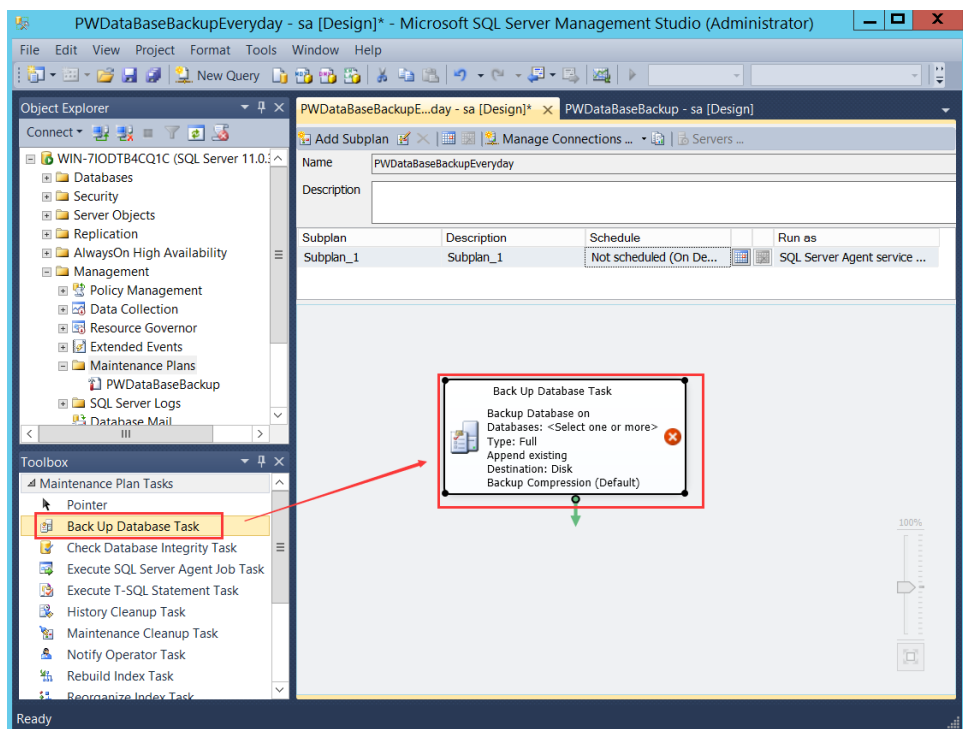 PWDataBaseBackupEveryday - sa [Design]* - Microsoft SQL Server Management Studio (Administrator)
File Edit View Project Format Tools Window Help
New Query
Object Explorer
Connect
WIN-7IODTB4CQ1C (SQL Server 11.0.
Databases
Security
Server Objects
Replication
AlwaysOn High Availability
Management
Policy Management
Data Collection
Resource Governor
Extended Events
Maintenance Plans
PWDataBaseBackup
SQL Server Logs
Database Mail
Toolbox
Maintenance Plan Tasks
Pointer
Back Up Database Task
Check Database Integrity Task
Execute SQL Server Agent Job Task
Execute T-SQL Statement Task
History Cleanup Task
Maintenance Cleanup Task
Notify Operator Task
Rebuild Index Task
Reorganize Index Task
PWDataBaseBackupE...day - sa [Design]* PWDataBaseBackup - sa [Design]
Add Subplan Manage Connections ... Servers ...
Name PWDataBaseBackupEveryday
Description
Subplan Description Schedule Run as
Subplan_1 Subplan_1 Not scheduled (On De... SQL Server Agent service ...
Back Up Database Task
Backup Database on
Databases: <Select one or more>
Type: Full
Append existing
Destination: Disk
Backup Compression (Default)
100%
Ready